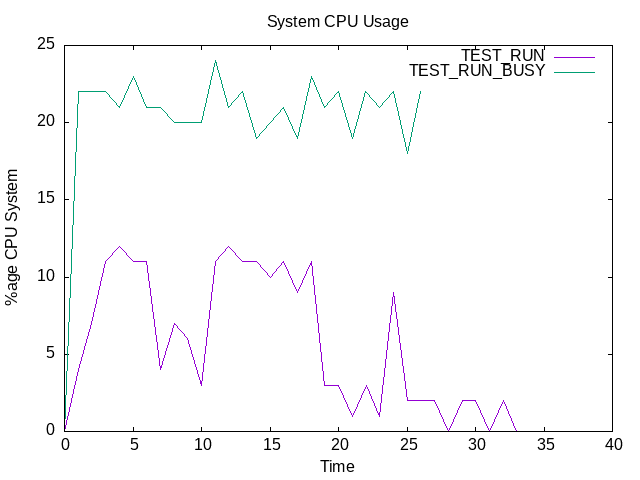 System CPU Usage
25
TEST_RUN
TEST_RUN_BUSY
20
15
%age CPU System
10
5
0
0 5 10 15 20 25 30 35 40
Time